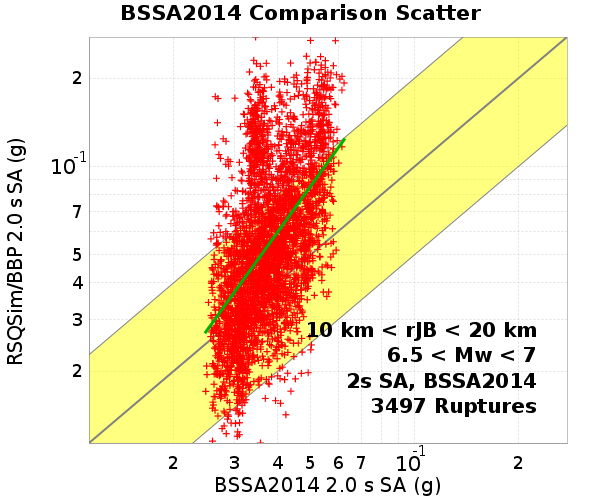 BSSA2014 Comparison Scatter
RSQSim/BBP 2.0 s SA (g)
2
10-1
7
5
4
3
2
10 km < rJB < 20 km
6.5 < Mw < 7
2s SA, BSSA2014
3497 Ruptures
2 3 4 5 6 7 10-1 2
BSSA2014 2.0 s SA (g)